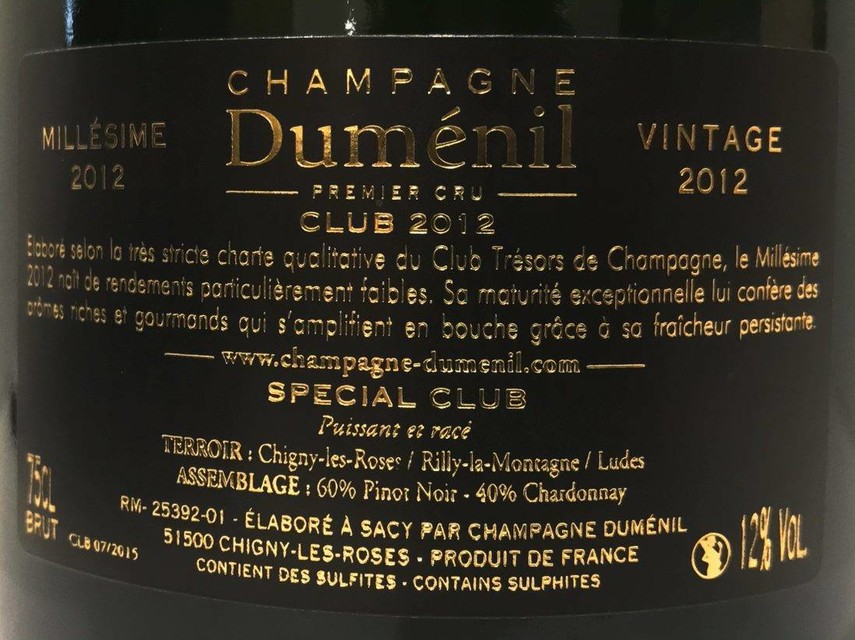 CHAMPAGNE
Duménil
MILLÉSIME
2012
VINTAGE
2012
PREMIER CRU
CLUB 2012
Elaboré selon la très stricte charte qualitative du Club Trésors de Champagne, le Millésime
2012 naît de rendements particulièrement faibles. Sa maturité exceptionnelle lui confère des
arômes riches et gourmands qui s'amplifient en bouche grâce à sa fraîcheur persistante.
www.champagne-dumenil.com
SPECIAL CLUB
Puissant et racé
TERROIR : Chigny-les-Roses / Rilly-la-Montagne / Ludes
ASSEMBLAGE : 60% Pinot Noir - 40% Chardonnay
75CL
BRUT
CLB 07/2015
RM- 25392-01 - ÉLABORÉ À SACY PAR CHAMPAGNE DUMÉNIL
51500 CHIGNY-LES-ROSES - PRODUIT DE FRANCE
CONTIENT DES SULFITES - CONTAINS SULPHITES
12% VOL